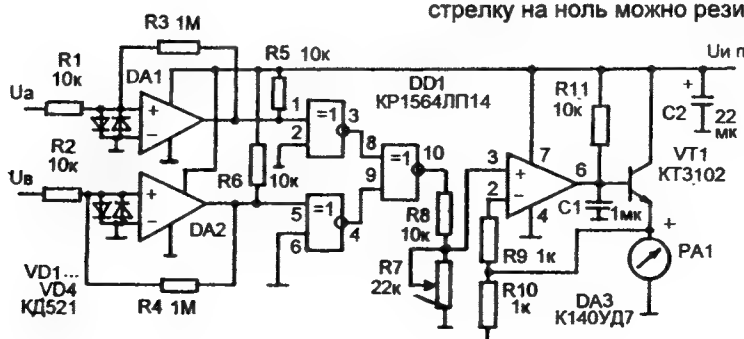 стрелку на ноль можно рези
R3 1М
R1
10к
Uа
DA1
R5 10к
DD1
КР1564ЛП14
Uи п
R11
10к
+
C2
22
мк
VT1
КТ3102
R2
10к
Uв
+
−
+
−
DA2
R6
10к
1
2
=1
3
5
6
=1
4
8
9
=1
10
R8
10к
R7
22к
3
2
+
−
7
4
6
C1
1мк
R9 1к
R10
1к
+
PA1
DA3
К140УД7
VD1...
VD4
КД521
R4 1М